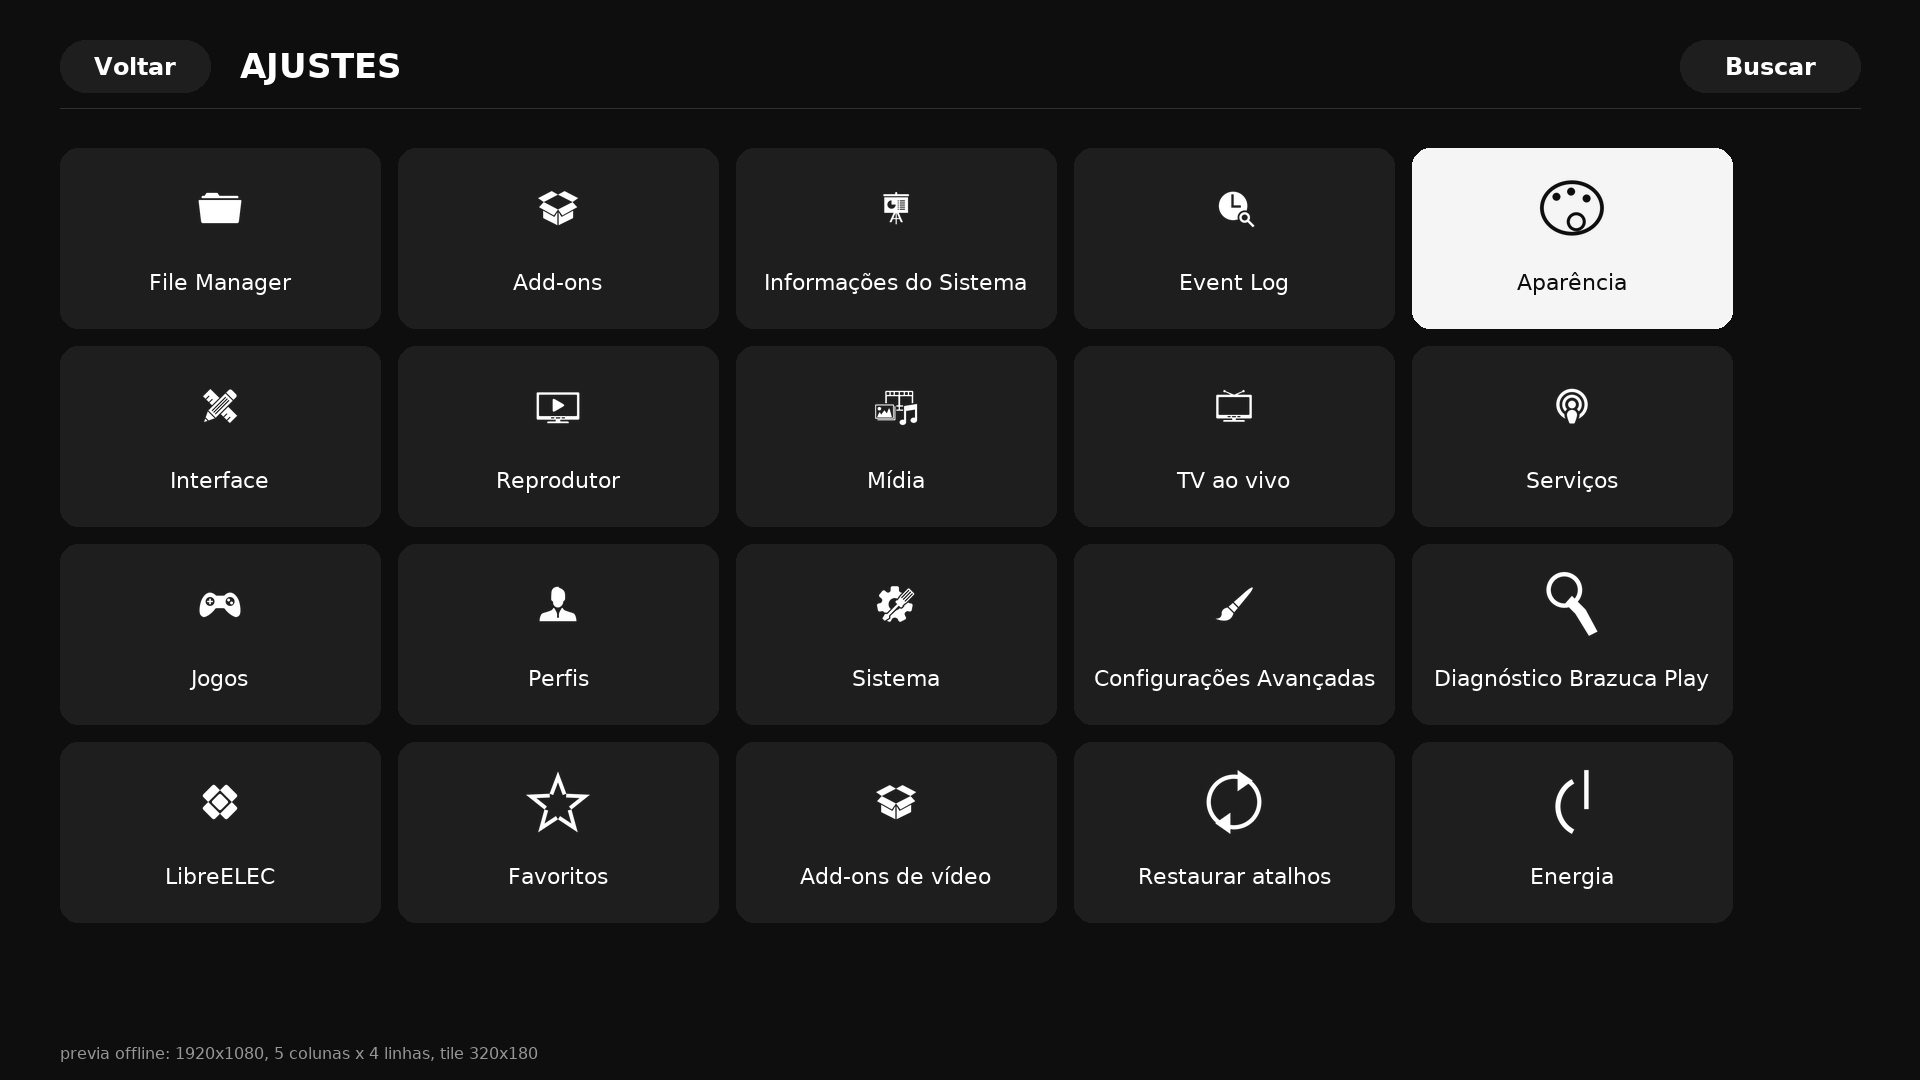 Voltar
AJUSTES
Buscar
File Manager
Add-ons
Informações do Sistema
Event Log
Aparência
Interface
Reprodutor
Mídia
TV ao vivo
Serviços
Jogos
Perfis
Sistema
Configurações Avançadas
Diagnóstico Brazuca Play
LibreELEC
Favoritos
Add-ons de vídeo
Restaurar atalhos
Energia
previa offline: 1920x1080, 5 colunas x 4 linhas, tile 320x180